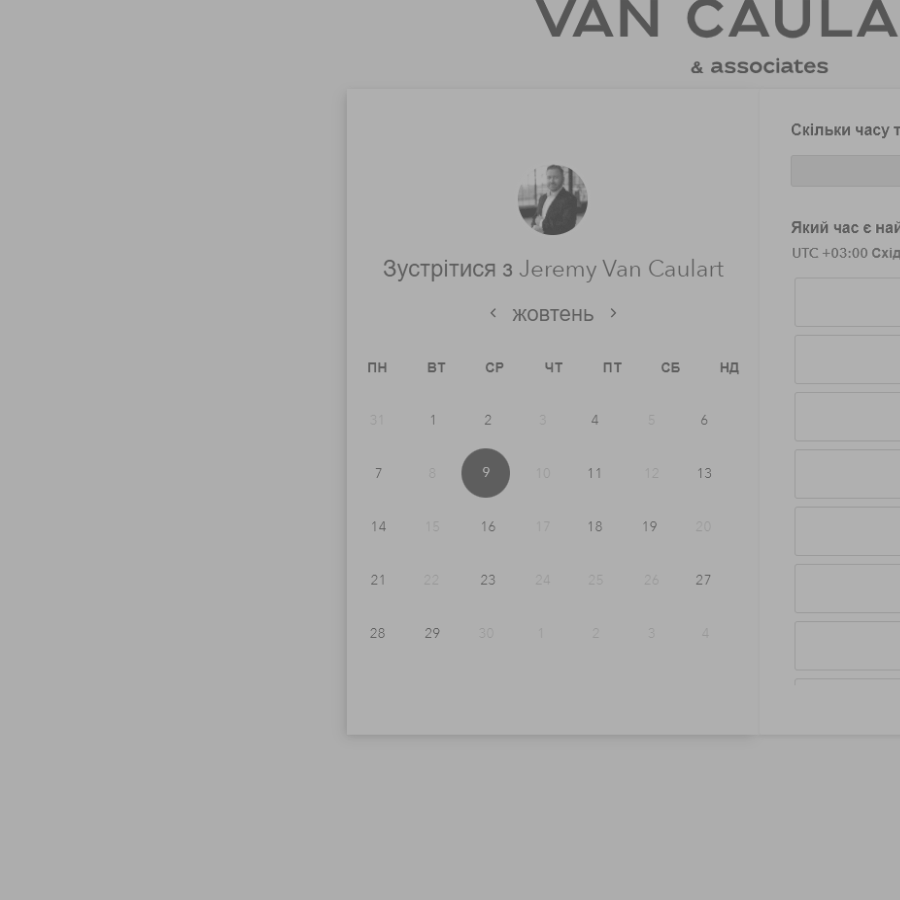 VAN CAULA
& associates
Скільки часу
Зустрітися з Jeremy Van Caulart
жовтень
ПН ВТ СР ЧТ ПТ СБ НД
31 1 2 3 4 5 6
7 8 9 10 11 12 13
14 15 16 17 18 19 20
21 22 23 24 25 26 27
28 29 30 1 2 3 4
Який час є най
UTC +03:00 Схід